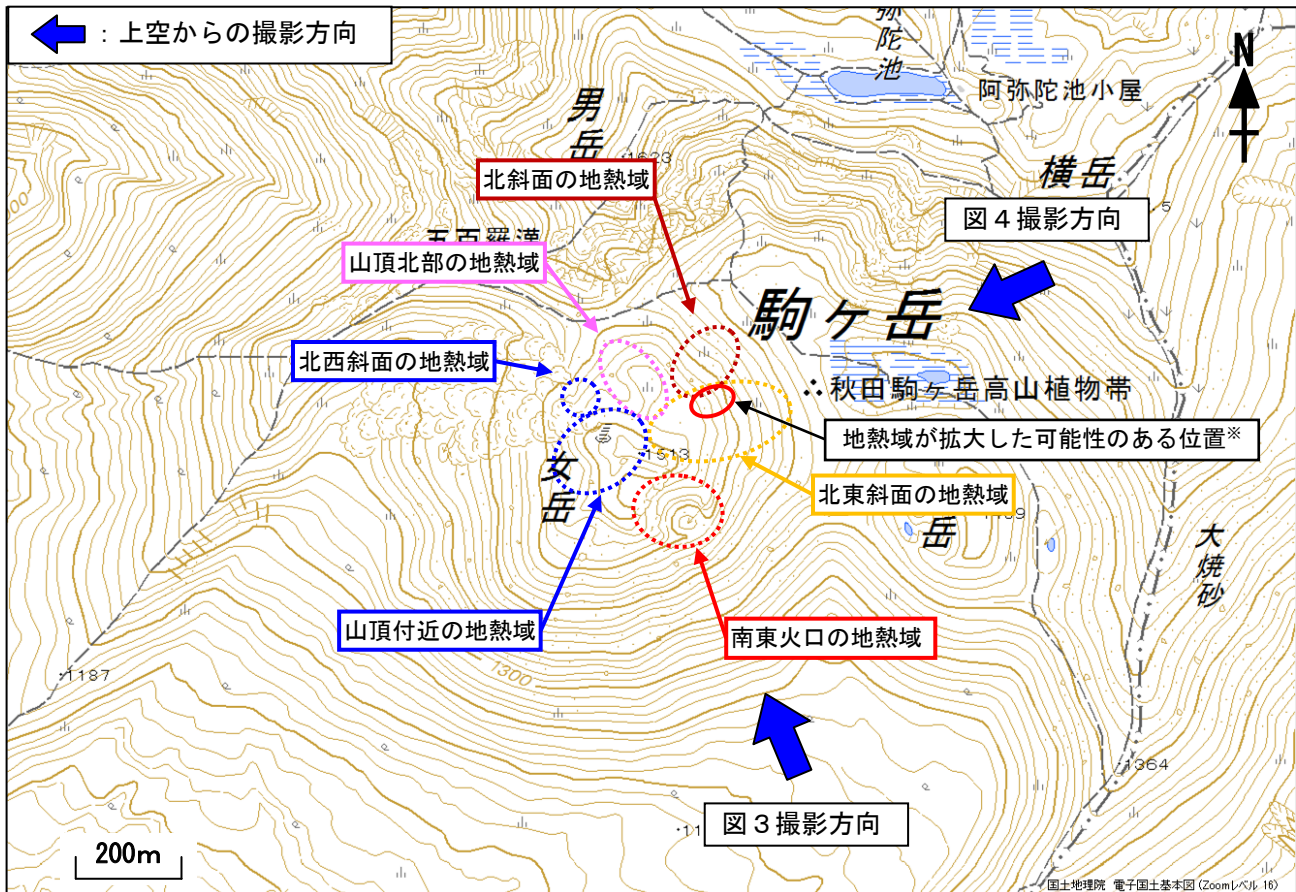 ：上空からの撮影方向
弥陀池
N
阿弥陀池小屋
男岳
1623
横岳
北斜面の地熱域
図４撮影方向
5
五百羅漢
山頂北部の地熱域
駒ヶ岳
北西斜面の地熱域
秋田駒ヶ岳高山植物帯
地熱域が拡大した可能性のある位置※
女岳
1513
北東斜面の地熱域
岳
大焼砂
山頂付近の地熱域
南東火口の地熱域
1300
1187
1364
図３撮影方向
11
200m
国土地理院 電子国土基本図(Zoomレベル 16)